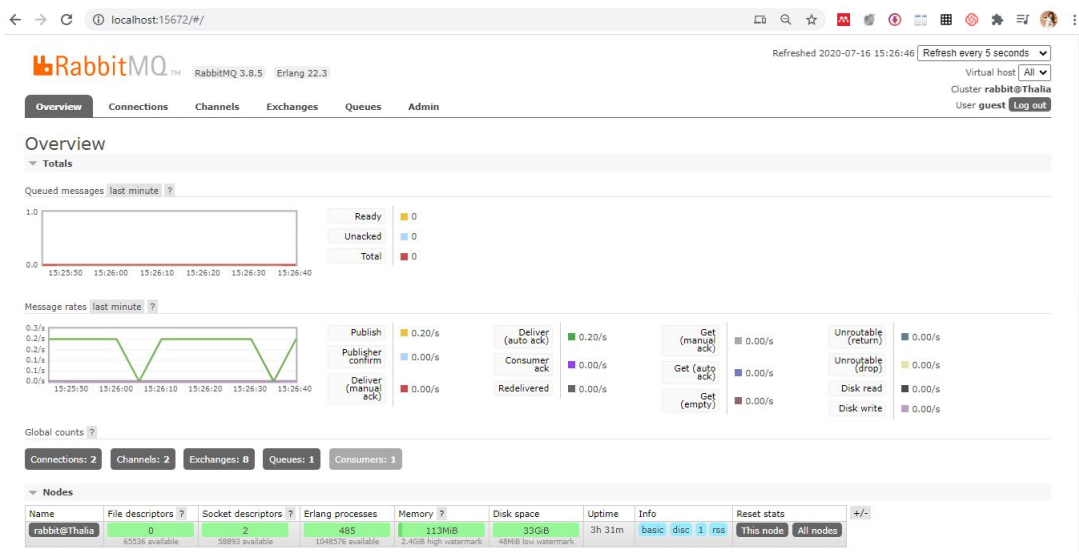 localhost:15672/#/
Refreshed 2020-07-16 15:26:46 Refresh every 5 seconds
RabbitMQ TM RabbitMQ 3.8.5 Erlang 22.3
Virtual host All
Cluster rabbit@Thalia
User guest Log out
Overview Connections Channels Exchanges Queues Admin
Overview
Totals
Queued messages last minute ?
1.0
0.0
15:25:50 15:26:00 15:26:10 15:26:20 15:26:30 15:26:40
Ready 0
Unacked 0
Total 0
Message rates last minute ?
0.3/s
0.2/s
0.2/s
0.1/s
0.1/s
0.0/s
15:25:50 15:26:00 15:26:10 15:26:20 15:26:30 15:26:40
Publish 0.20/s
Publisher
confirm 0.00/s
Deliver
(manual
ack) 0.00/s
Deliver
(auto ack) 0.20/s
Consumer
ack 0.00/s
Redelivered 0.00/s
Get
(manual
ack) 0.00/s
Get (auto
ack) 0.00/s
Get
(empty) 0.00/s
Unroutable
(return) 0.00/s
Unroutable
(drop) 0.00/s
Disk read 0.00/s
Disk write 0.00/s
Global counts ?
Connections: 2 Channels: 2 Exchanges: 8 Queues: 1 Consumers: 1
Nodes
Name File descriptors ? Socket descriptors ? Erlang processes Memory ? Disk space Uptime Info Reset stats +/-
rabbit@Thalia 0 2 485 113MiB 33GiB 3h 31m basic disc 1 rss This node All nodes
65536 available 58893 available 1048576 available 2.4GiB high watermark 48MiB low watermark